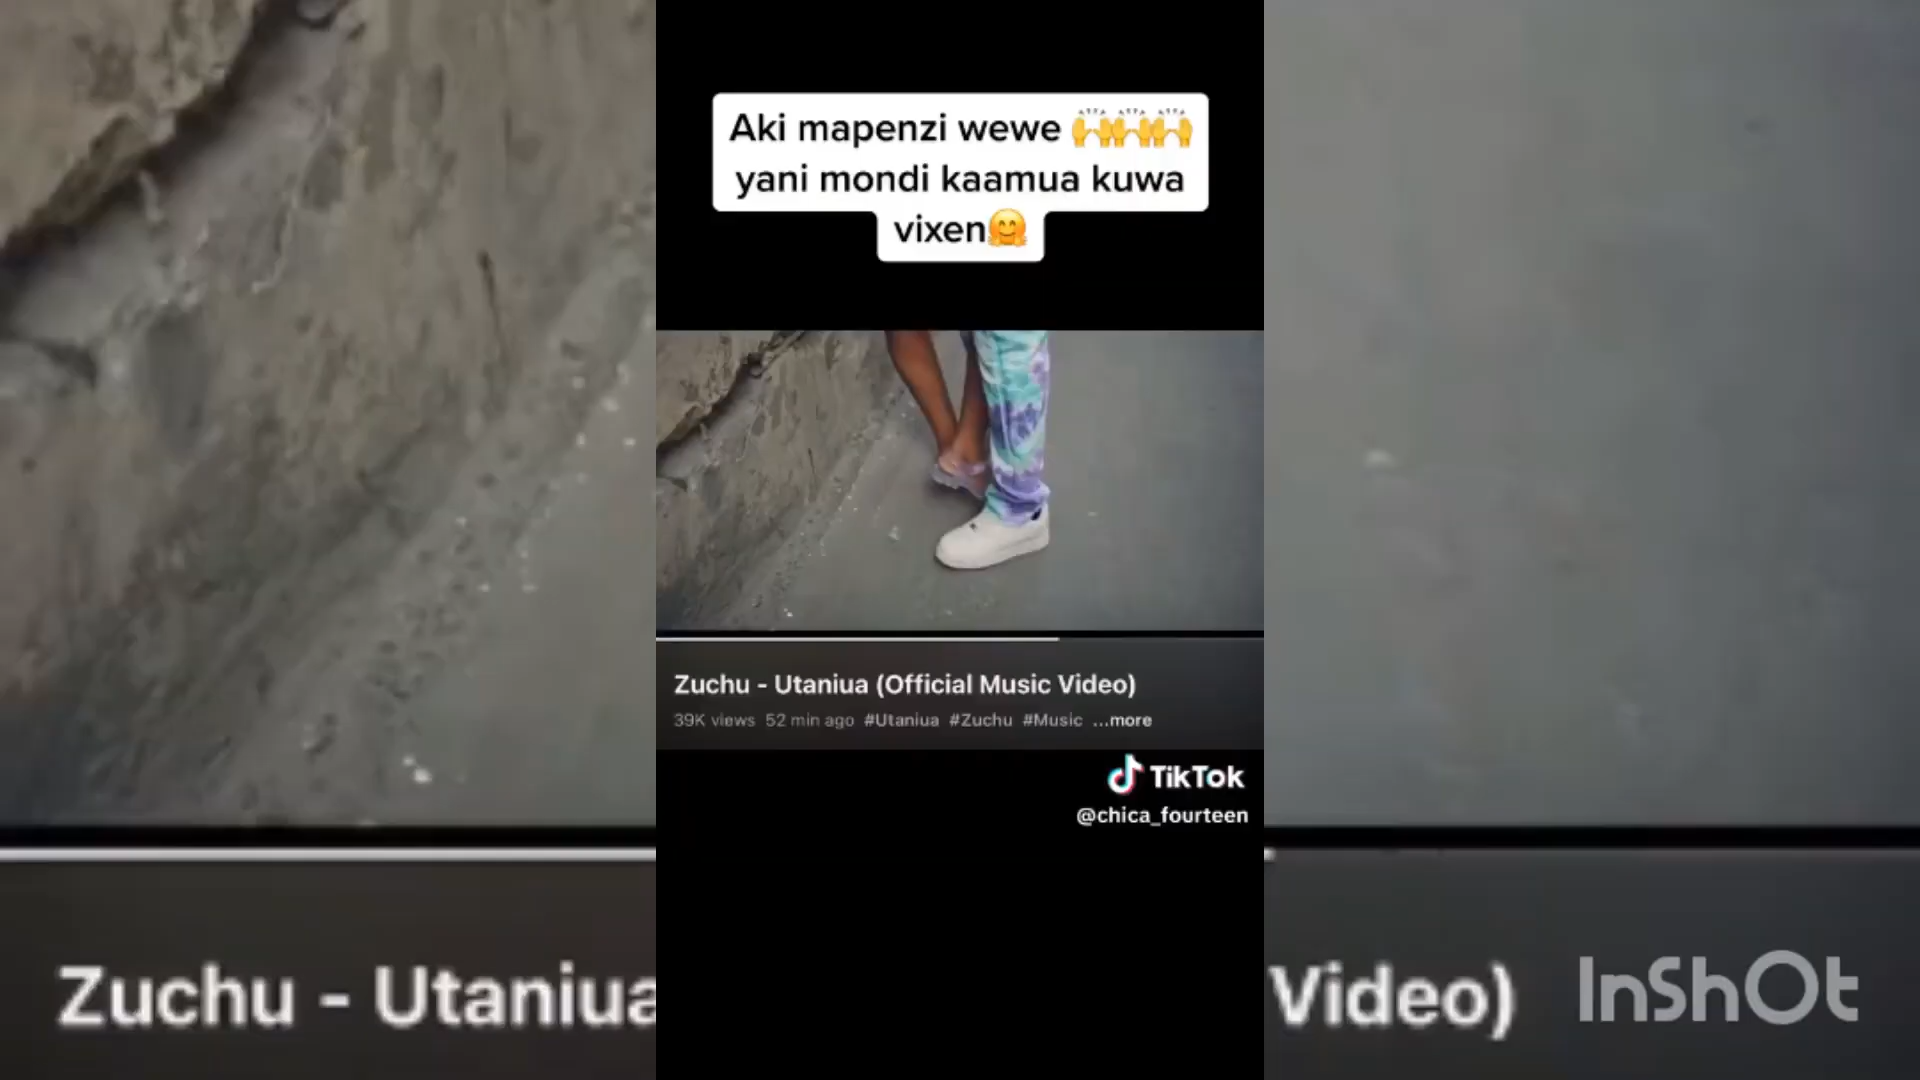 Aki mapenzi wewe 🙌🙌🙌
yani mondi kaamua kuwa
vixen🤗
Zuchu - Utaniua (Official Music Video)
39K views 52 min ago #Utaniua #Zuchu #Music ...more
TikTok
@chica_fourteen
Zuchu - Utaniua
Video)
InShOt